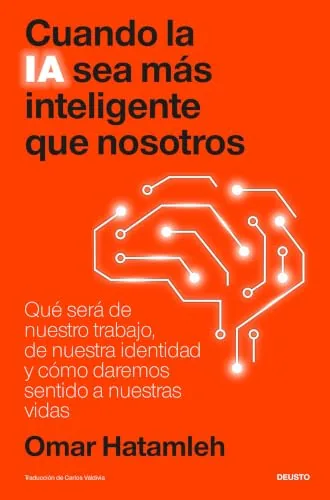 Cuando la
IA sea más
inteligente
que nosotros
Qué será de
nuestro trabajo,
de nuestra identidad
y cómo daremos
sentido a nuestras
vidas
Omar Hatamleh
Traducción de Carlos Valdivia
DEUSTO